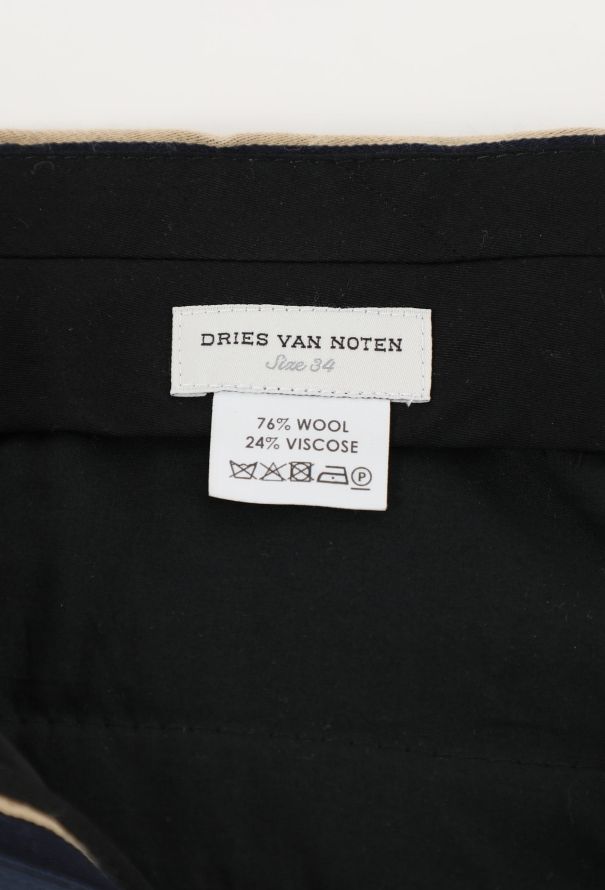 DRIES VAN NOTEN
Size 34
76% WOOL
24% VISCOSE
P